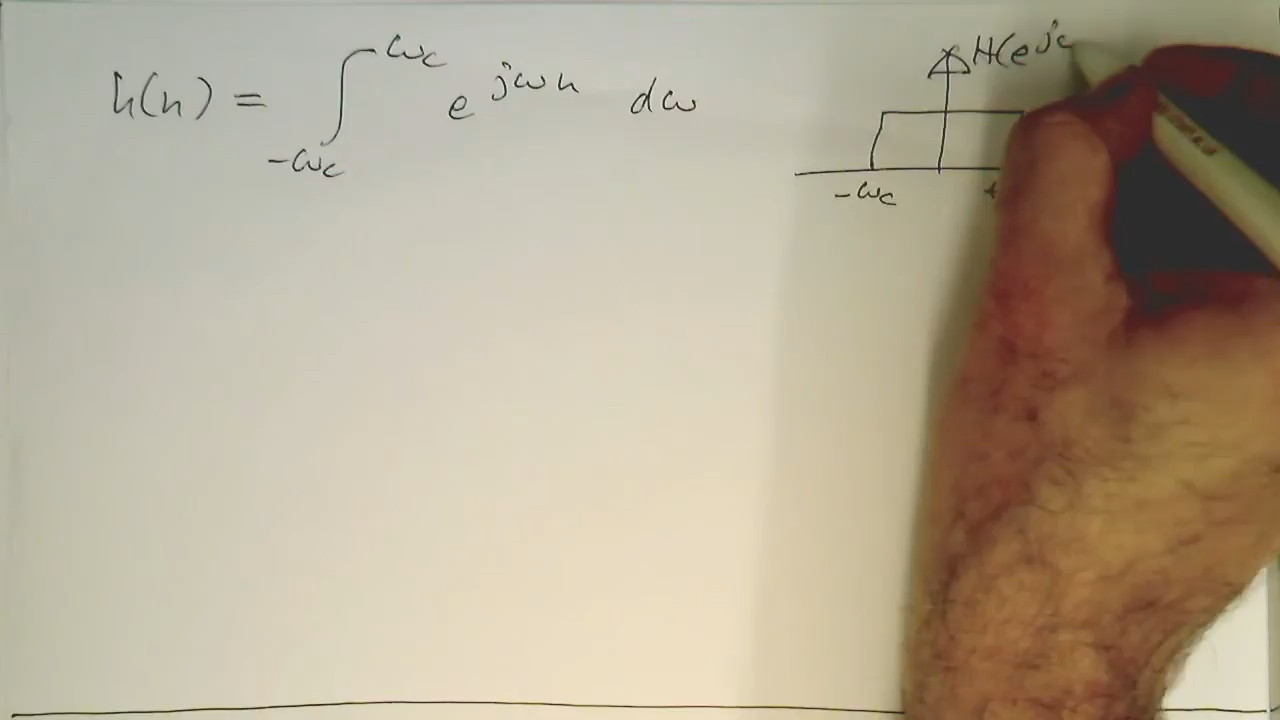 h(n) = ∫_{-ωc}^{ωc} e^{jωn} dω
H(e^j
-ωc +